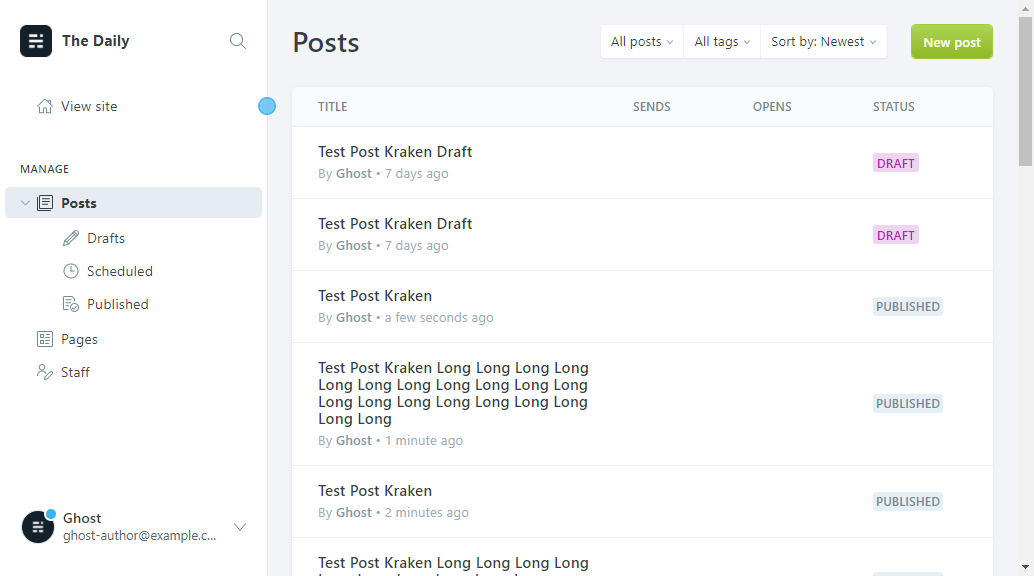 The Daily
View site
MANAGE
Posts
Drafts
Scheduled
Published
Pages
Staff
Ghost
ghost-author@example.c...
Posts
All posts
All tags
Sort by: Newest
New post
TITLE SENDS OPENS STATUS
Test Post Kraken Draft
By Ghost • 7 days ago
DRAFT
Test Post Kraken Draft
By Ghost • 7 days ago
DRAFT
Test Post Kraken
By Ghost • a few seconds ago
PUBLISHED
Test Post Kraken Long Long Long Long
Long Long Long Long Long Long Long
Long Long Long Long Long Long Long
Long Long
By Ghost • 1 minute ago
PUBLISHED
Test Post Kraken
By Ghost • 2 minutes ago
PUBLISHED
Test Post Kraken Long Long Long Long